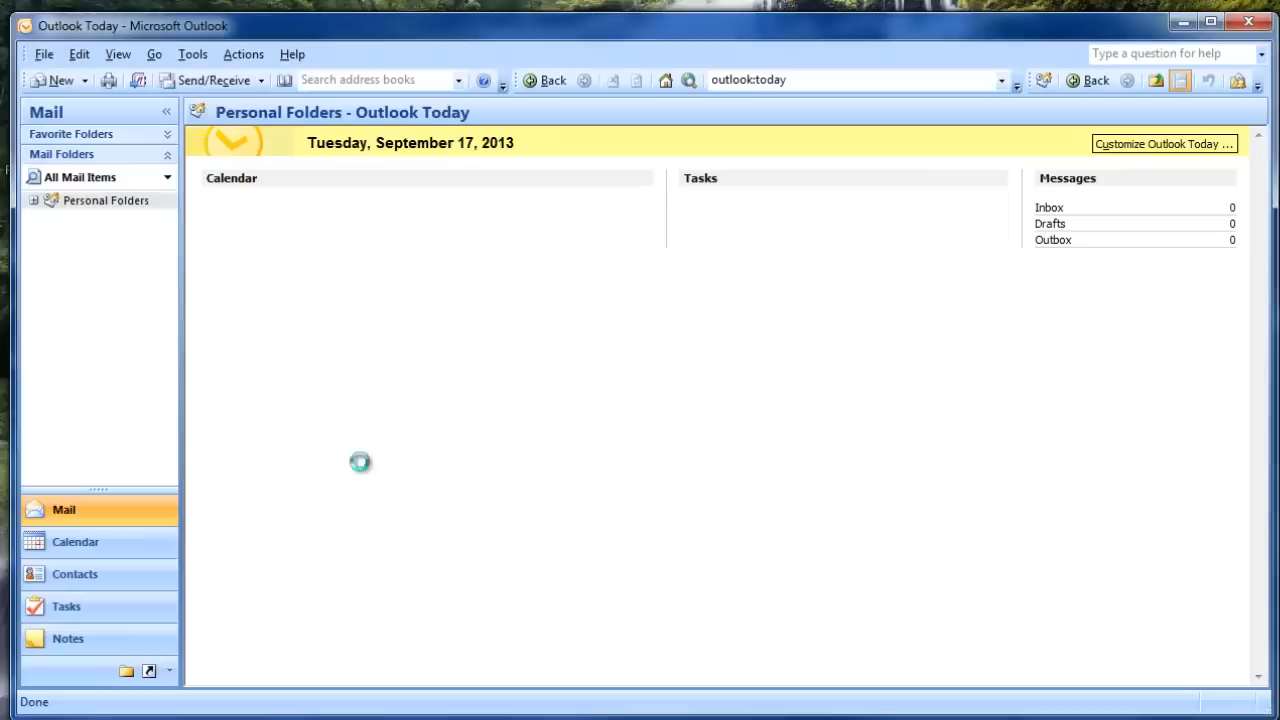 Outlook Today - Microsoft Outlook
File Edit View Go Tools Actions Help Type a question for help
New Send/Receive Search address books Back outlook:today Back
Mail
Favorite Folders
Mail Folders
All Mail Items
Personal Folders
Personal Folders - Outlook Today
Tuesday, September 17, 2013 Customize Outlook Today ...
Calendar Tasks Messages
Inbox 0
Drafts 0
Outbox 0
Mail
Calendar
Contacts
Tasks
Notes
Done